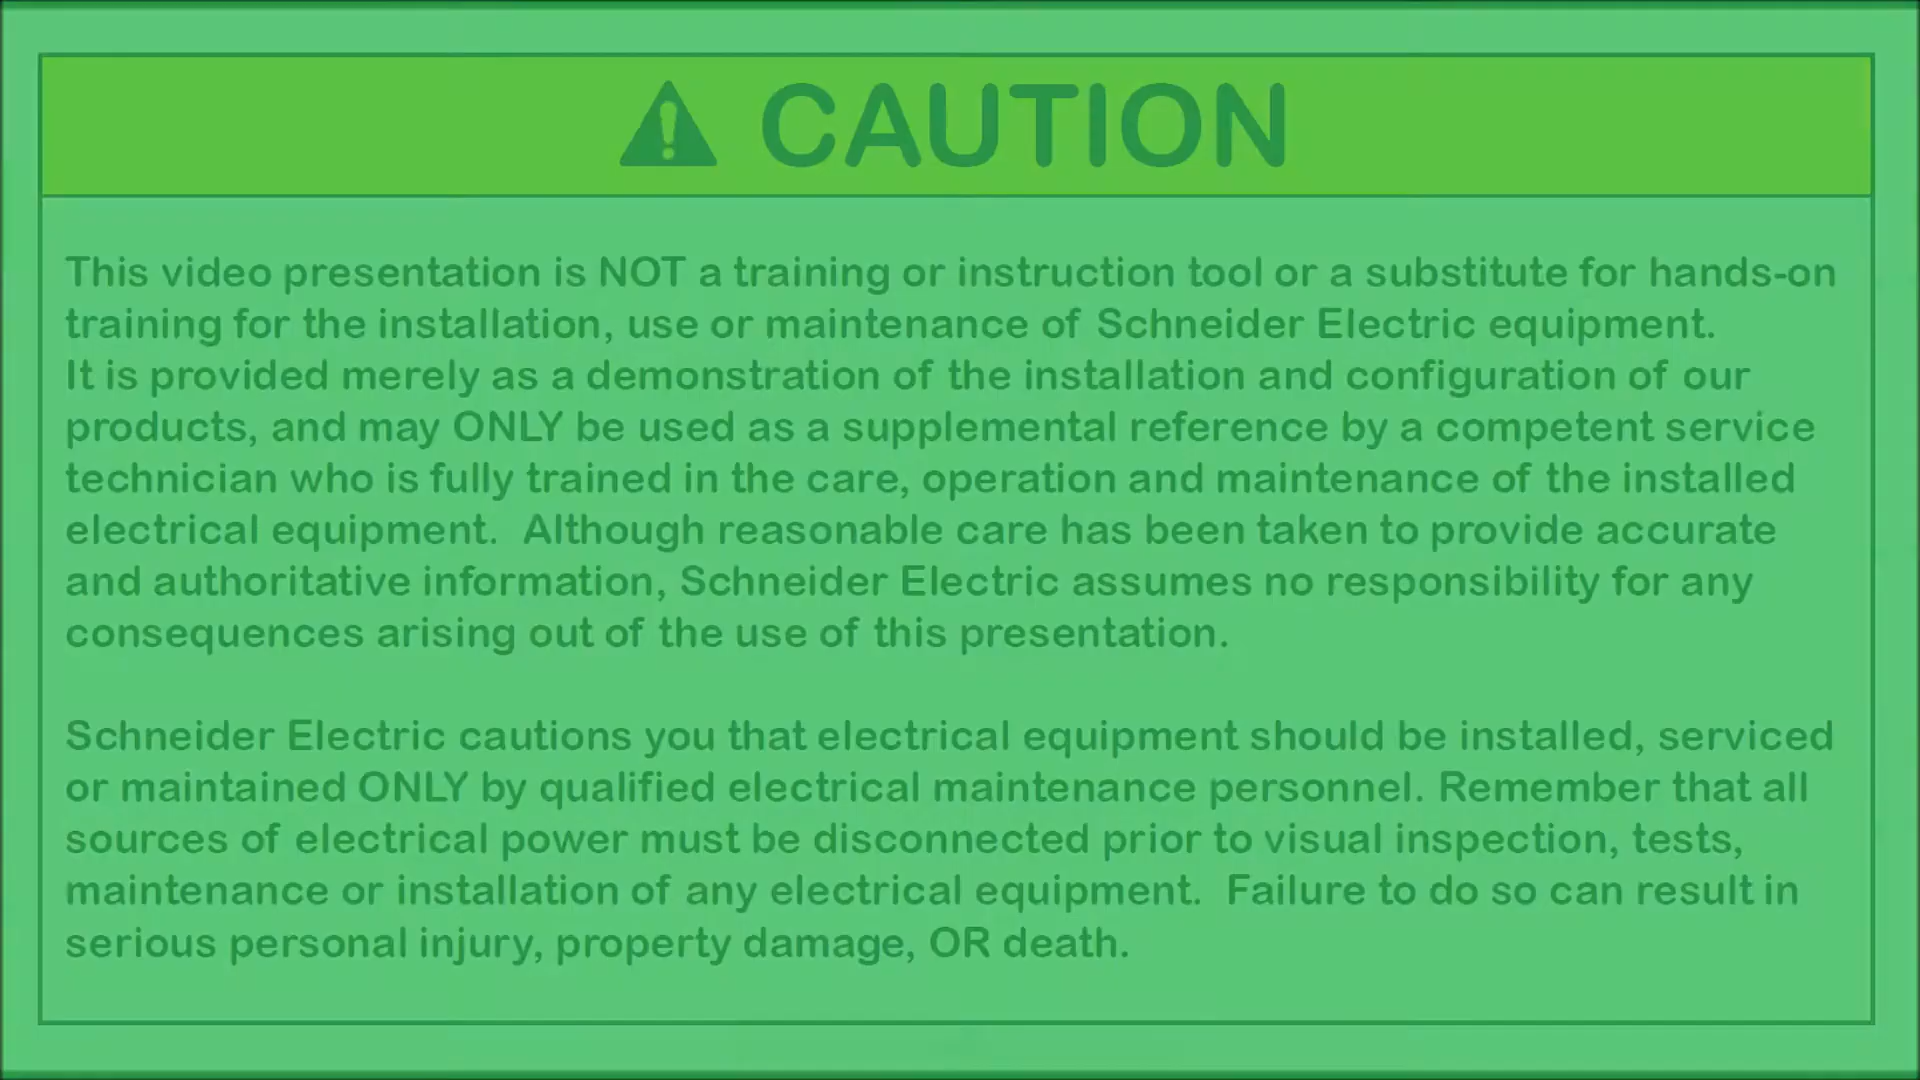 CAUTION
This video presentation is NOT a training or instruction tool or a substitute for hands-on
training for the installation, use or maintenance of Schneider Electric equipment.
It is provided merely as a demonstration of the installation and configuration of our
products, and may ONLY be used as a supplemental reference by a competent service
technician who is fully trained in the care, operation and maintenance of the installed
electrical equipment.  Although reasonable care has been taken to provide accurate
and authoritative information, Schneider Electric assumes no responsibility for any
consequences arising out of the use of this presentation.
Schneider Electric cautions you that electrical equipment should be installed, serviced
or maintained ONLY by qualified electrical maintenance personnel. Remember that all
sources of electrical power must be disconnected prior to visual inspection, tests,
maintenance or installation of any electrical equipment.  Failure to do so can result in
serious personal injury, property damage, OR death.